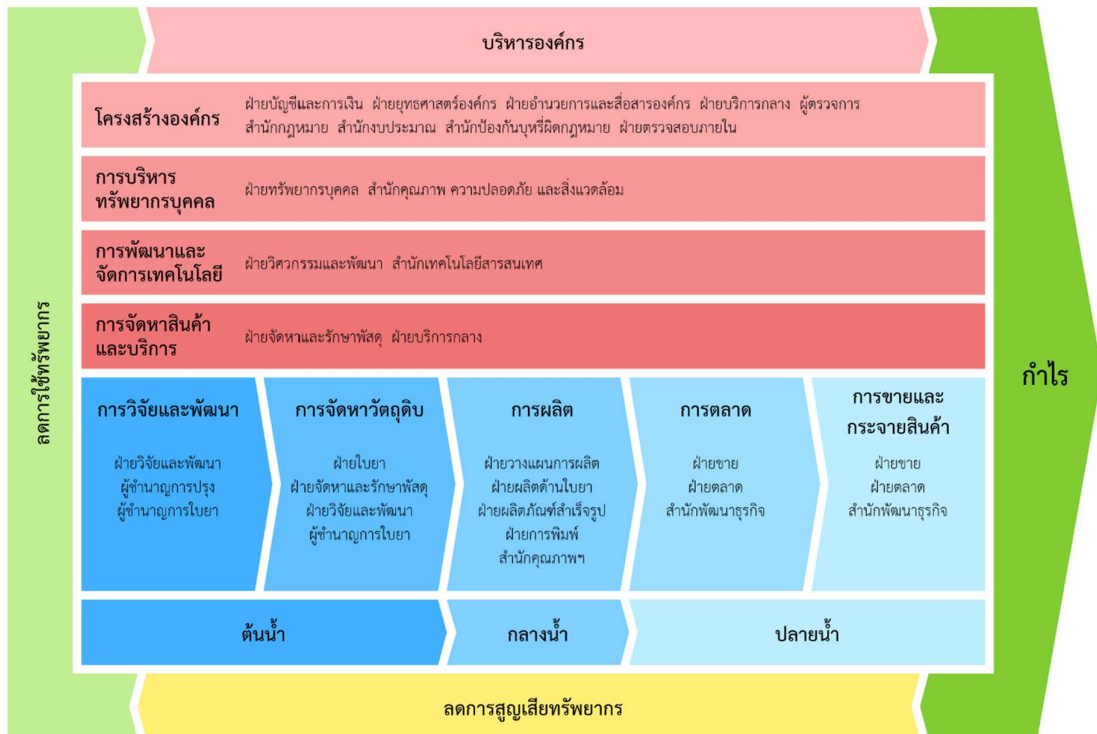 บริหารองค์กร
โครงสร้างองค์กร
ฝ่ายบัญชีและการเงิน ฝ่ายยุทธศาสตร์องค์กร ฝ่ายอำนวยการและสื่อสารองค์กร ฝ่ายบริการกลาง ผู้ตรวจการ
สำนักกฎหมาย สำนักงบประมาณ สำนักป้องกันบุหรี่ผิดกฎหมาย ฝ่ายตรวจสอบภายใน
การบริหาร
ทรัพยากรบุคคล
ฝ่ายทรัพยากรบุคคล สำนักคุณภาพ ความปลอดภัย และสิ่งแวดล้อม
การพัฒนาและ
จัดการเทคโนโลยี
ฝ่ายวิศวกรรมและพัฒนา สำนักเทคโนโลยีสารสนเทศ
การจัดหาสินค้า
และบริการ
ฝ่ายจัดหาและรักษาพัสดุ ฝ่ายบริการกลาง
ลดการใช้ทรัพยากร
กำไร
การวิจัยและพัฒนา
ฝ่ายวิจัยและพัฒนา
ผู้ชำนาญการปรุง
ผู้ชำนาญการใบยา
การจัดหาวัตถุดิบ
ฝ่ายใบยา
ฝ่ายจัดหาและรักษาพัสดุ
ฝ่ายวิจัยและพัฒนา
ผู้ชำนาญการใบยา
การผลิต
ฝ่ายวางแผนการผลิต
ฝ่ายผลิตด้านใบยา
ฝ่ายผลิตภัณฑ์สำเร็จรูป
ฝ่ายการพิมพ์
สำนักคุณภาพฯ
การตลาด
ฝ่ายขาย
ฝ่ายตลาด
สำนักพัฒนาธุรกิจ
การขายและ
กระจายสินค้า
ฝ่ายขาย
ฝ่ายตลาด
สำนักพัฒนาธุรกิจ
ต้นน้ำ
กลางน้ำ
ปลายน้ำ
ลดการสูญเสียทรัพยากร